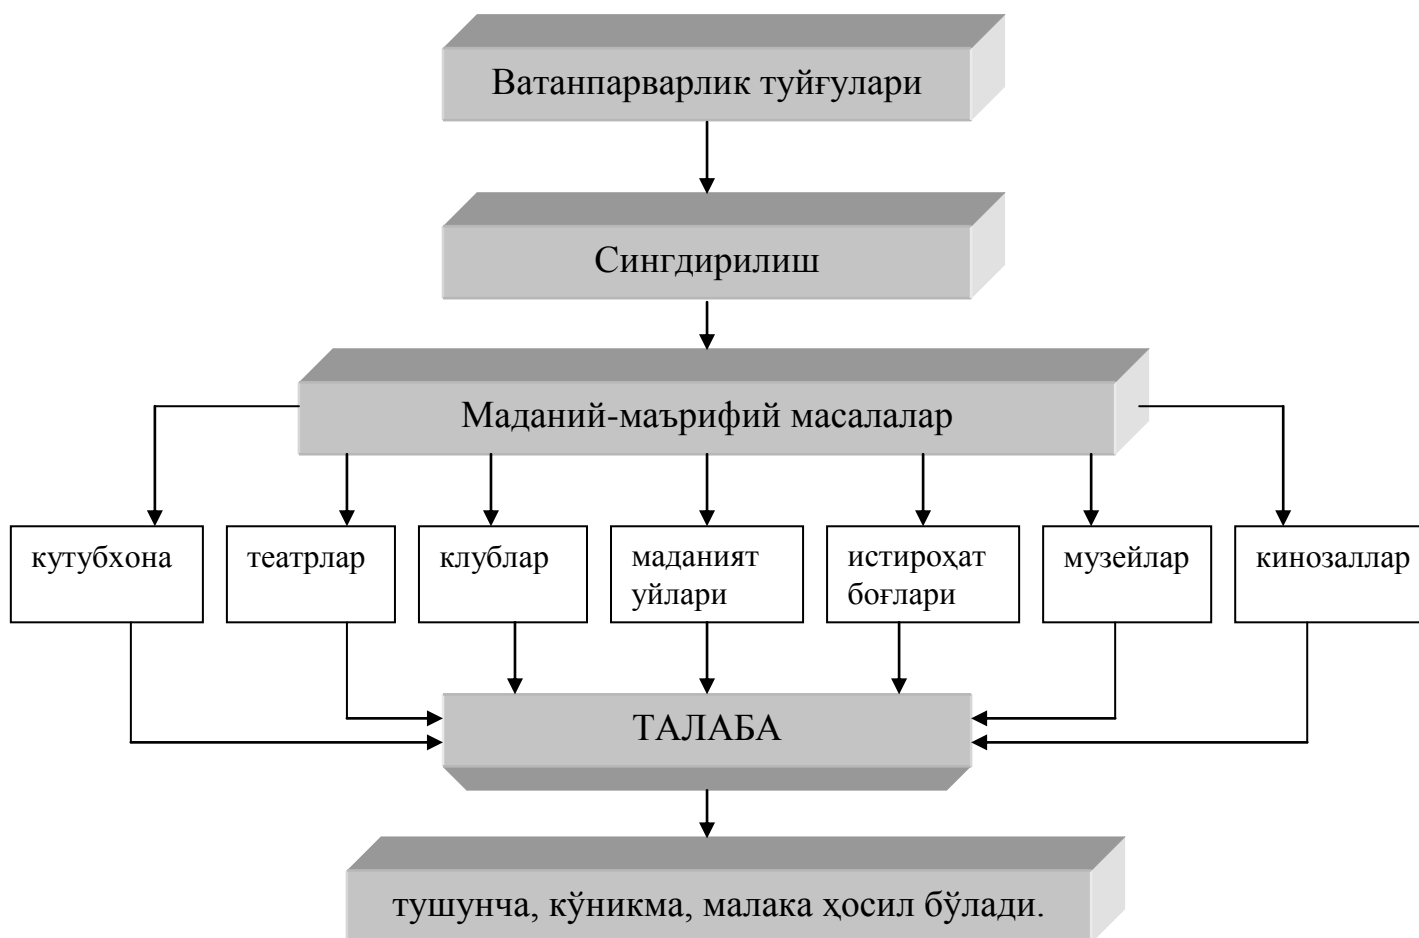 Ватанпарварлик туйғулари
Сингдирилиш
Маданий-маърифий масалалар
кутубхона
театрлар
клублар
маданият
уйлари
истироҳат
боғлари
музейлар
кинозаллар
ТАЛАБА
тушунча, кўникма, малака ҳосил бўлади.